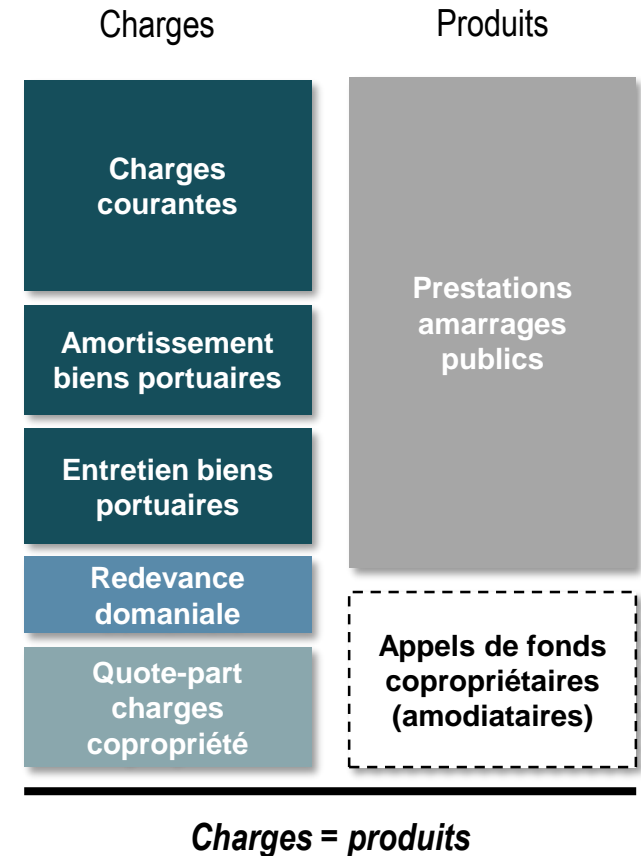 Charges
Produits
Charges
courantes
Amortissement
biens portuaires
Entretien biens
portuaires
Redevance
domaniale
Quote-part
charges
copropriété
Prestations
amarrages
publics
Appels de fonds
copropriétaires
(amodiataires)
Charges = produits